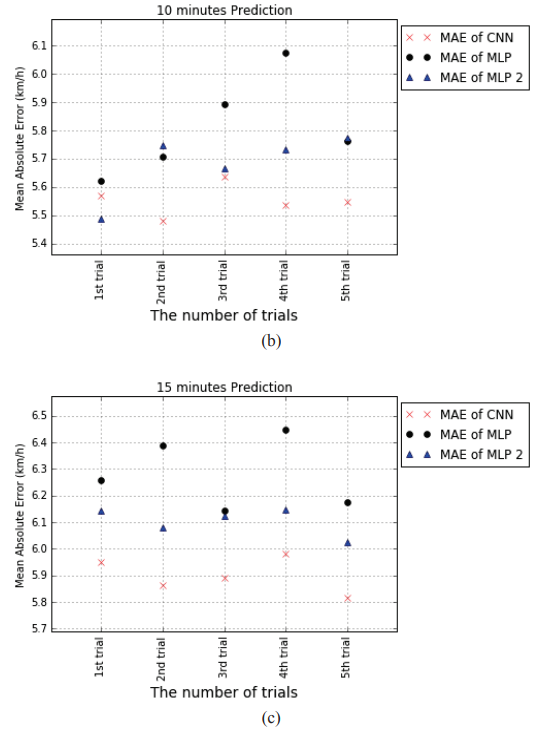 10 minutes Prediction
Mean Absolute Error (km/h)
6.1
6.0
5.9
5.8
5.7
5.6
5.5
5.4
1st trial
2nd trial
3rd trial
4th trial
5th trial
The number of trials
MAE of CNN
MAE of MLP
MAE of MLP 2
(b)
15 minutes Prediction
Mean Absolute Error (km/h)
6.5
6.4
6.3
6.2
6.1
6.0
5.9
5.8
5.7
1st trial
2nd trial
3rd trial
4th trial
5th trial
The number of trials
MAE of CNN
MAE of MLP
MAE of MLP 2
(c)